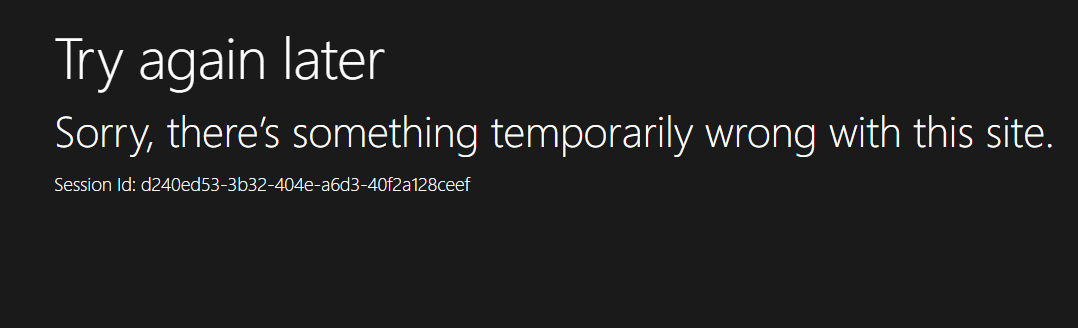 Try again later
Sorry, there’s something temporarily wrong with this site.
Session Id: d240ed53-3b32-404e-a6d3-40f2a128ceef